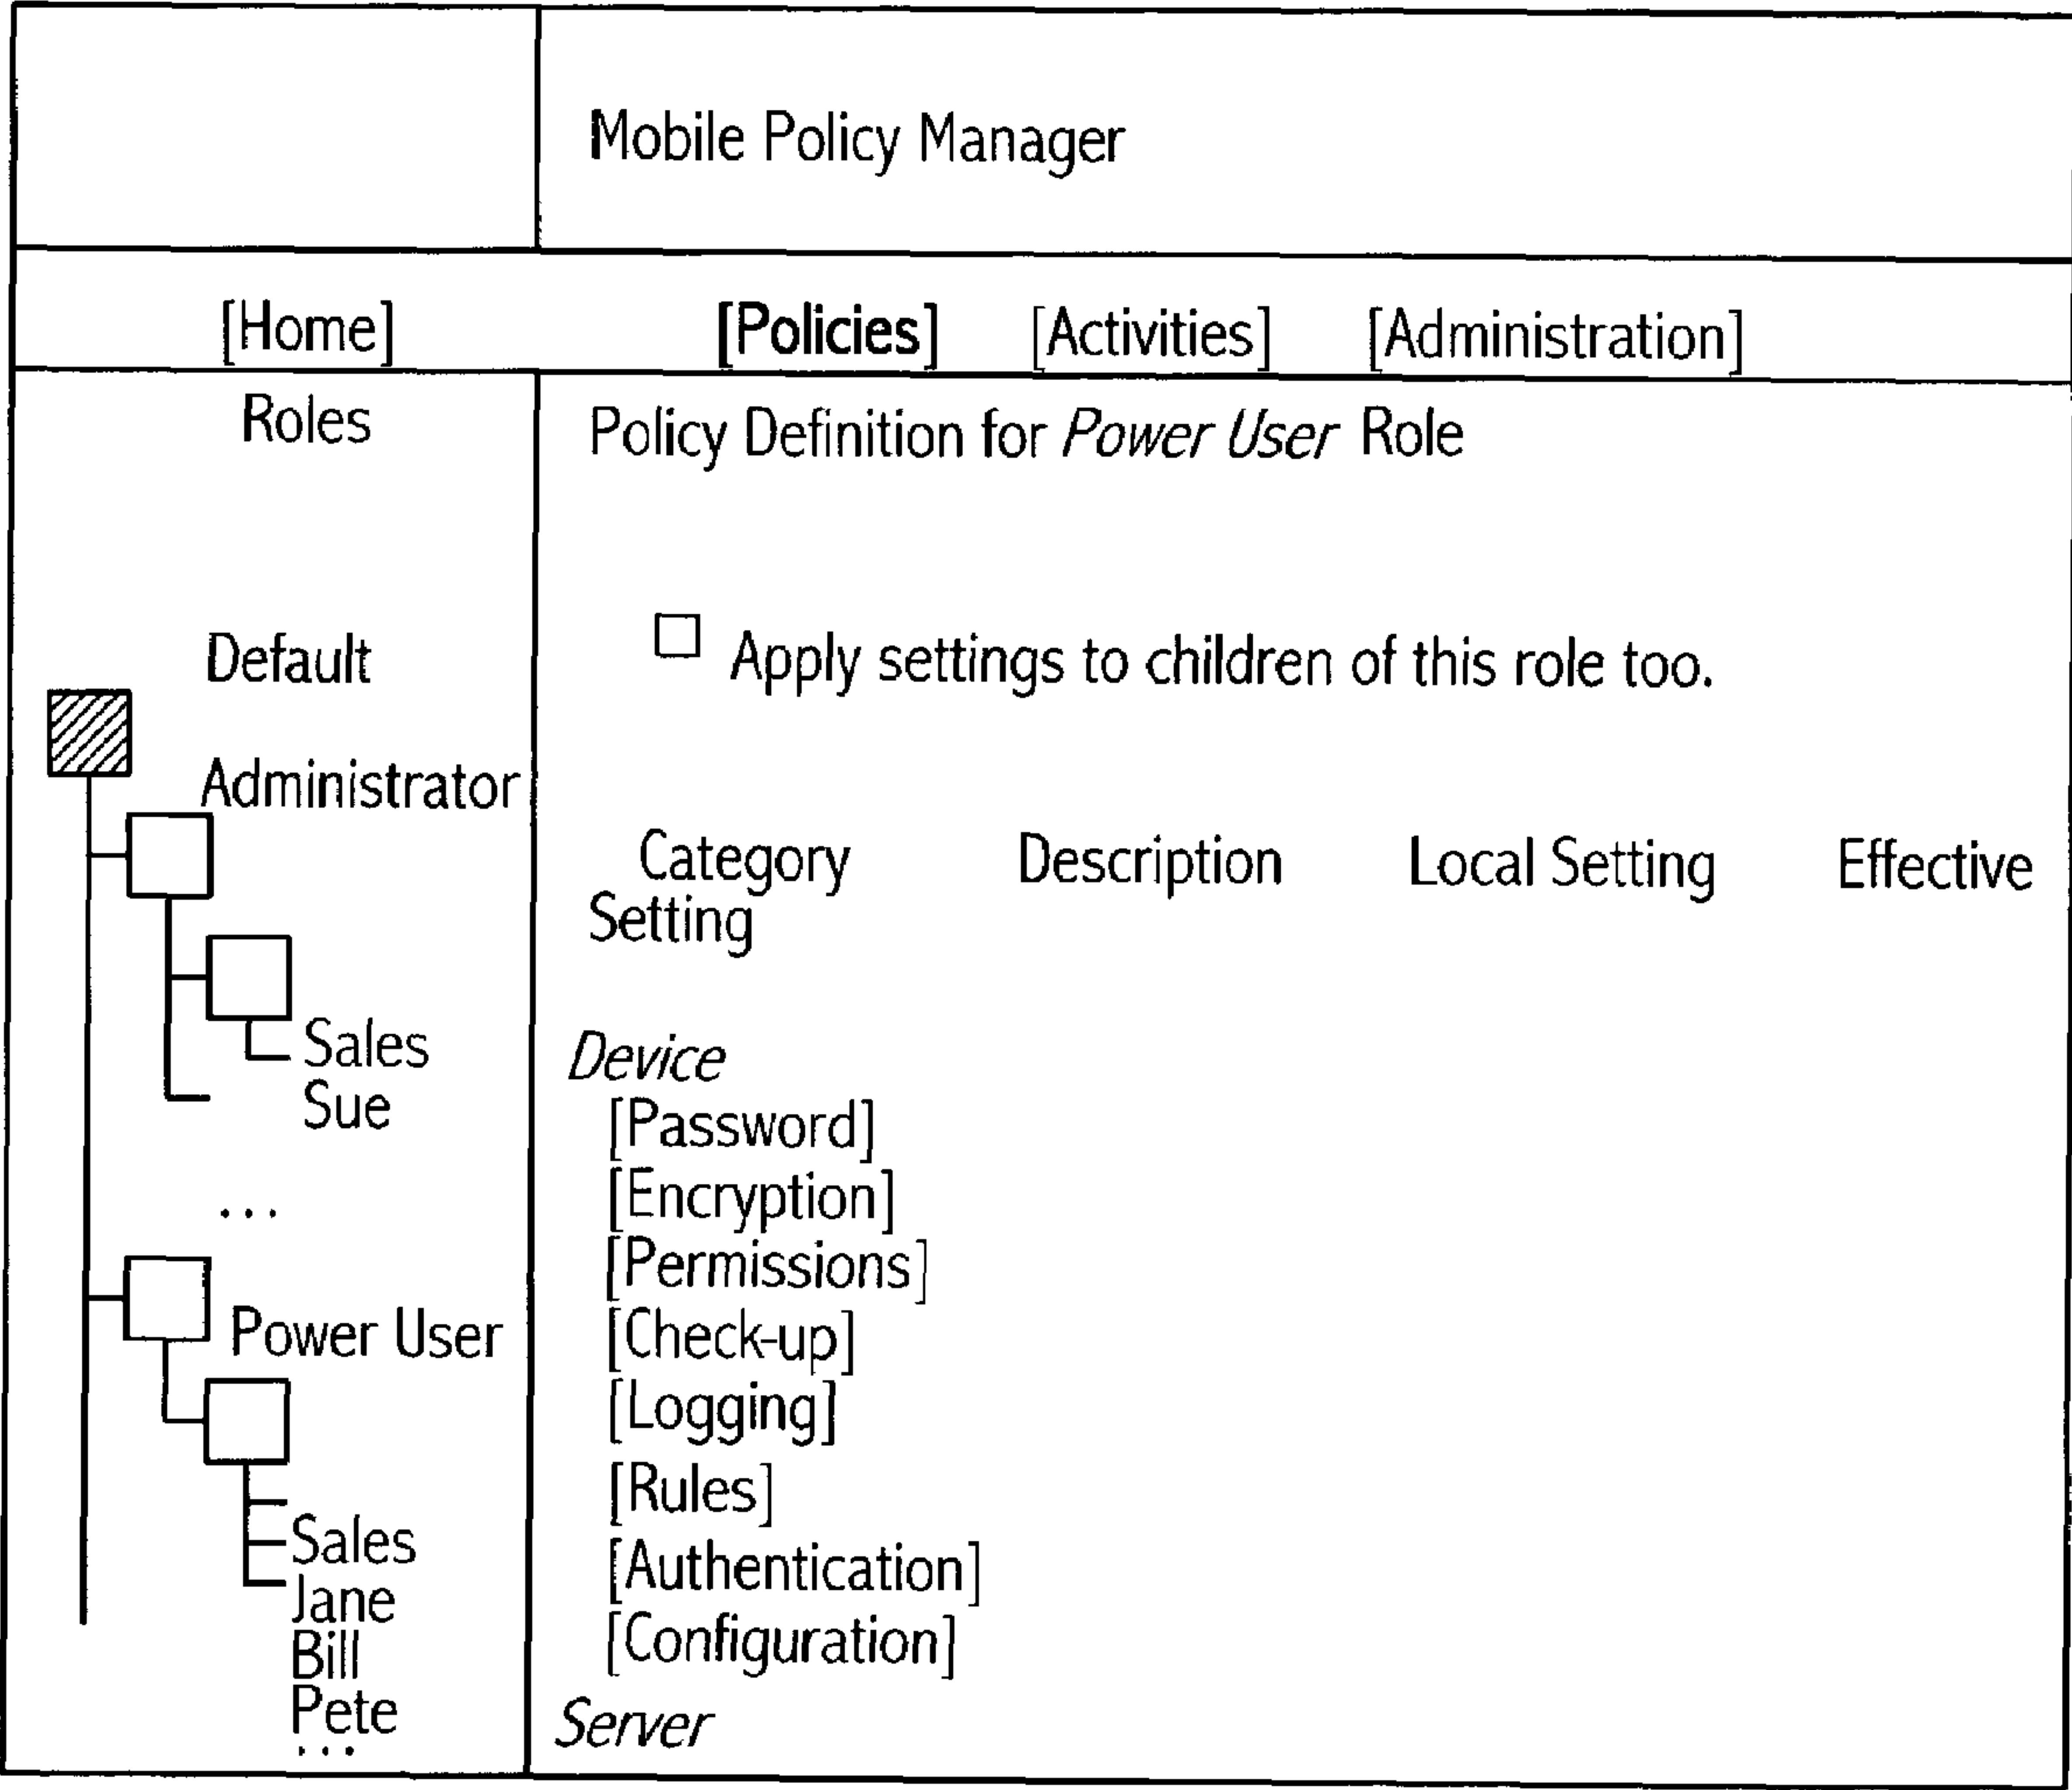 Mobile Policy Manager
[Home] [Policies] [Activities] [Administration]
Roles
Default
Administrator
Sales
Sue
...
Power User
Sales
Jane
Bill
Pete
...
Policy Definition for Power User Role
Apply settings to children of this role too.
Category Description Local Setting Effective
Setting
Device
[Password]
[Encryption]
[Permissions]
[Check-up]
[Logging]
[Rules]
[Authentication]
[Configuration]
Server